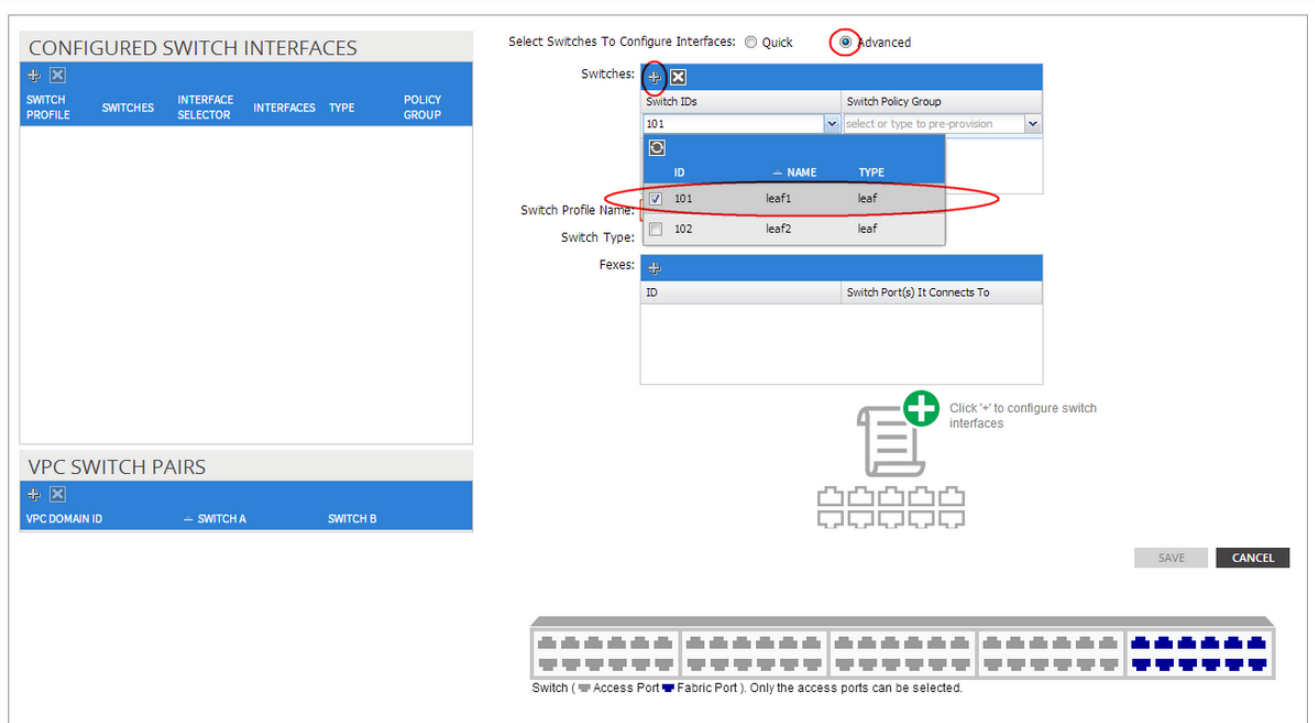 CONFIGURED SWITCH INTERFACES
SWITCH PROFILE
SWITCHES
INTERFACE SELECTOR
INTERFACES
TYPE
POLICY GROUP
VPC SWITCH PAIRS
VPC DOMAIN ID
SWITCH A
SWITCH B
Select Switches To Configure Interfaces: Quick Advanced
Switches:
Switch IDs Switch Policy Group
101 select or type to pre-provision
ID NAME TYPE
101 leaf1 leaf
102 leaf2 leaf
Switch Profile Name:
Switch Type:
Fexes:
ID Switch Port(s) It Connects To
Click '+' to configure switch
interfaces
SAVE CANCEL
Switch ( Access Port Fabric Port ). Only the access ports can be selected.